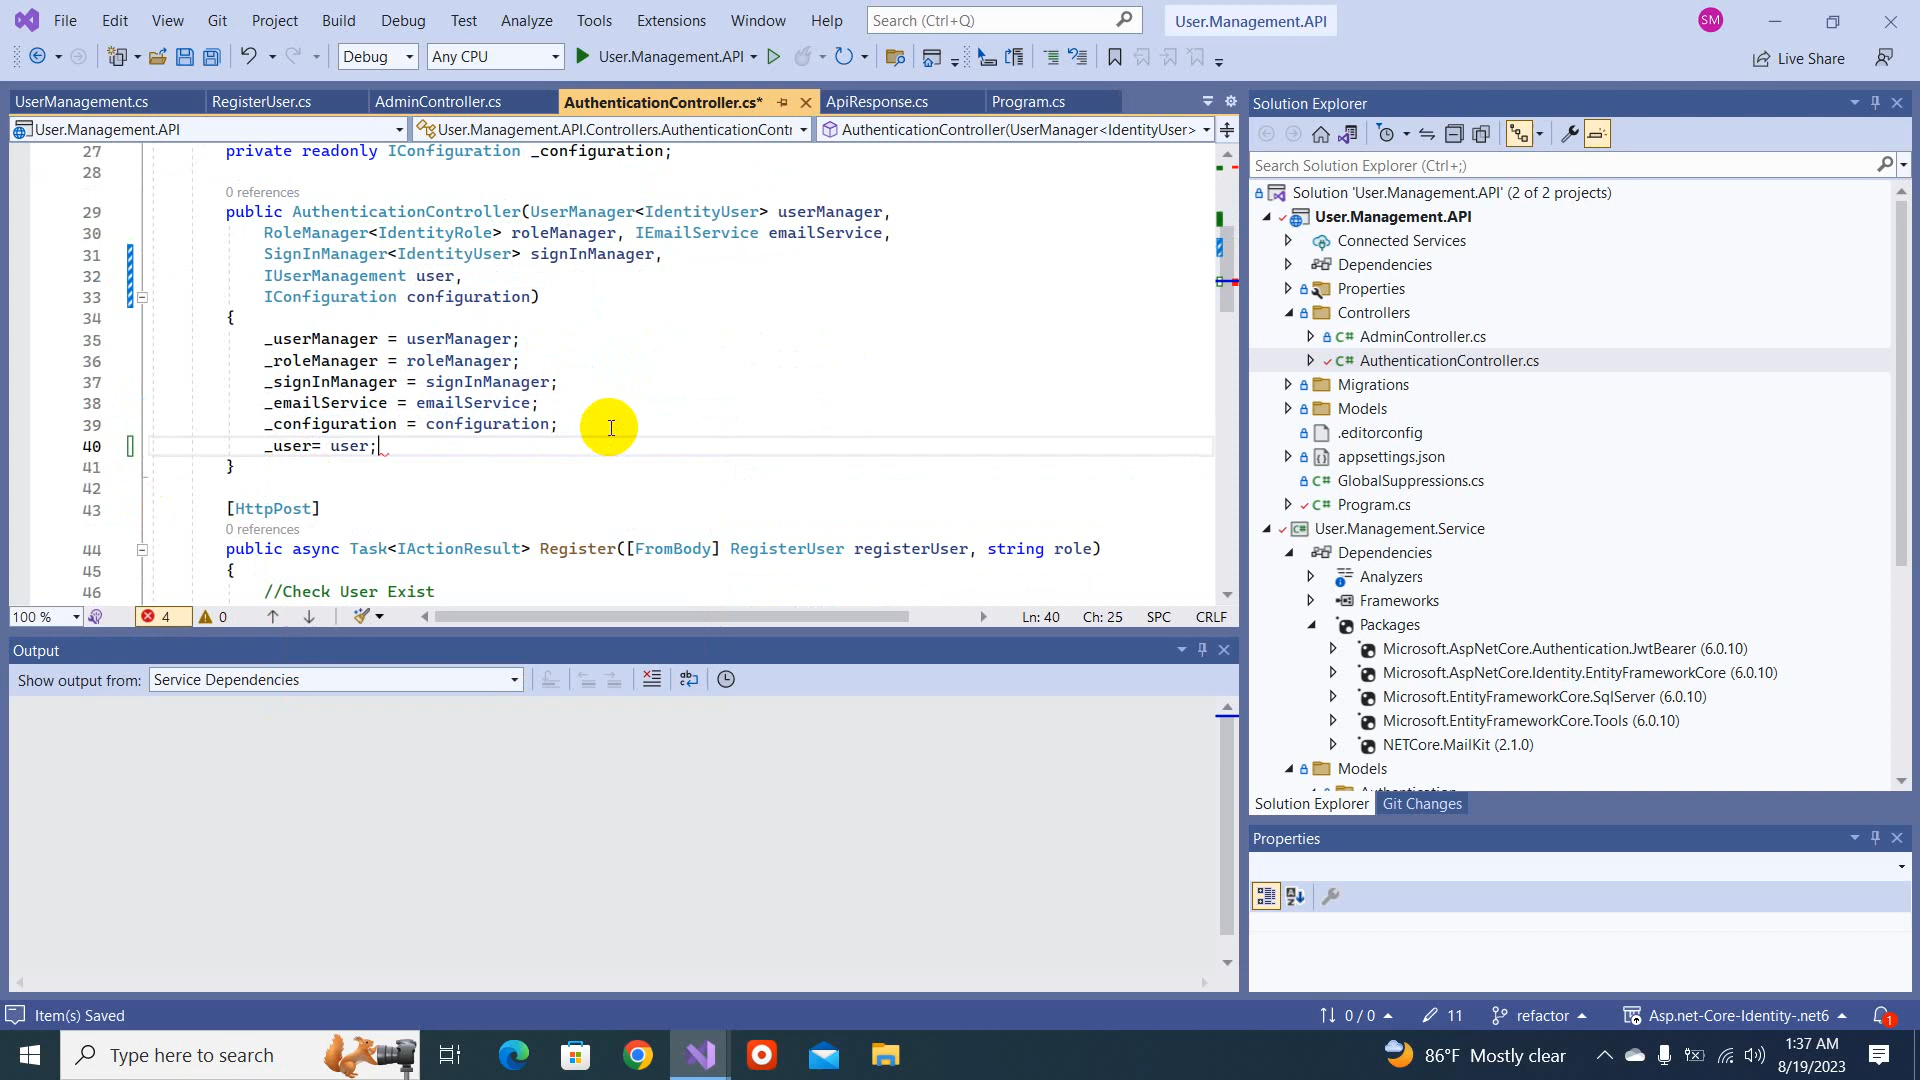 File Edit View Git Project Build Debug Test Analyze Tools Extensions Window Help Search (Ctrl+Q) User.Management.API SM
Debug Any CPU User.Management.API Live Share
UserManagement.cs RegisterUser.cs AdminController.cs AuthenticationController.cs* ApiResponse.cs Program.cs
User.Management.API User.Management.API.Controllers.AuthenticationContr AuthenticationController(UserManager<IdentityUser>
27 private readonly IConfiguration _configuration;
28
0 references
29 public AuthenticationController(UserManager<IdentityUser> userManager,
30 RoleManager<IdentityRole> roleManager, IEmailService emailService,
31 SignInManager<IdentityUser> signInManager,
32 IUserManagement user,
33 IConfiguration configuration)
34 {
35 _userManager = userManager;
36 _roleManager = roleManager;
37 _signInManager = signInManager;
38 _emailService = emailService;
39 _configuration = configuration;
40 _user= user;
41 }
42
43 [HttpPost]
0 references
44 public async Task<IActionResult> Register([FromBody] RegisterUser registerUser, string role)
45 {
46 //Check User Exist
100 % 4 0 Ln: 40 Ch: 25 SPC CRLF
Output
Show output from: Service Dependencies
Solution Explorer
Search Solution Explorer (Ctrl+;)
Solution 'User.Management.API' (2 of 2 projects)
User.Management.API
Connected Services
Dependencies
Properties
Controllers
C# AdminController.cs
C# AuthenticationController.cs
Migrations
Models
.editorconfig
appsettings.json
C# GlobalSuppressions.cs
C# Program.cs
C# User.Management.Service
Dependencies
Analyzers
Frameworks
Packages
Microsoft.AspNetCore.Authentication.JwtBearer (6.0.10)
Microsoft.AspNetCore.Identity.EntityFrameworkCore (6.0.10)
Microsoft.EntityFrameworkCore.SqlServer (6.0.10)
Microsoft.EntityFrameworkCore.Tools (6.0.10)
NETCore.MailKit (2.1.0)
Models
Solution Explorer Git Changes
Properties
Item(s) Saved 0 / 0 11 refactor Asp.net-Core-Identity-.net6 1
Type here to search 86°F Mostly clear 1:37 AM
8/19/2023